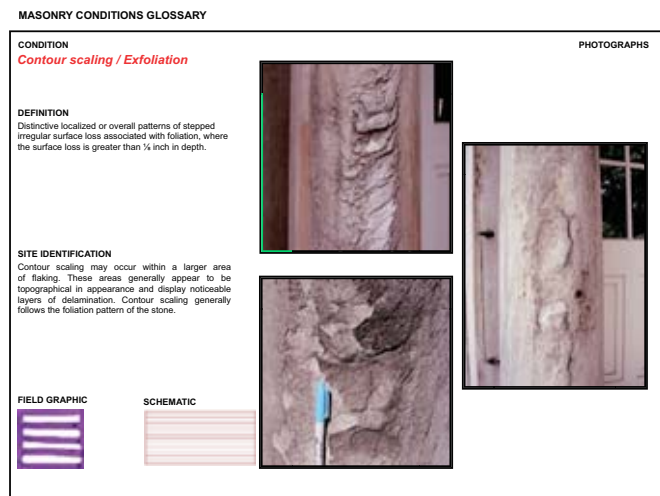 MASONRY CONDITIONS GLOSSARY
CONDITION
PHOTOGRAPHS
Contour scaling / Exfoliation
DEFINITION
Distinctive localized or overall patterns of stepped
irregular surface loss associated with foliation, where
the surface loss is greater than ⅛ inch in depth.
SITE IDENTIFICATION
Contour scaling may occur within a larger area
of flaking. These areas generally appear to be
topographical in appearance and display noticeable
layers of delamination. Contour scaling generally
follows the foliation pattern of the stone.
FIELD GRAPHIC
SCHEMATIC